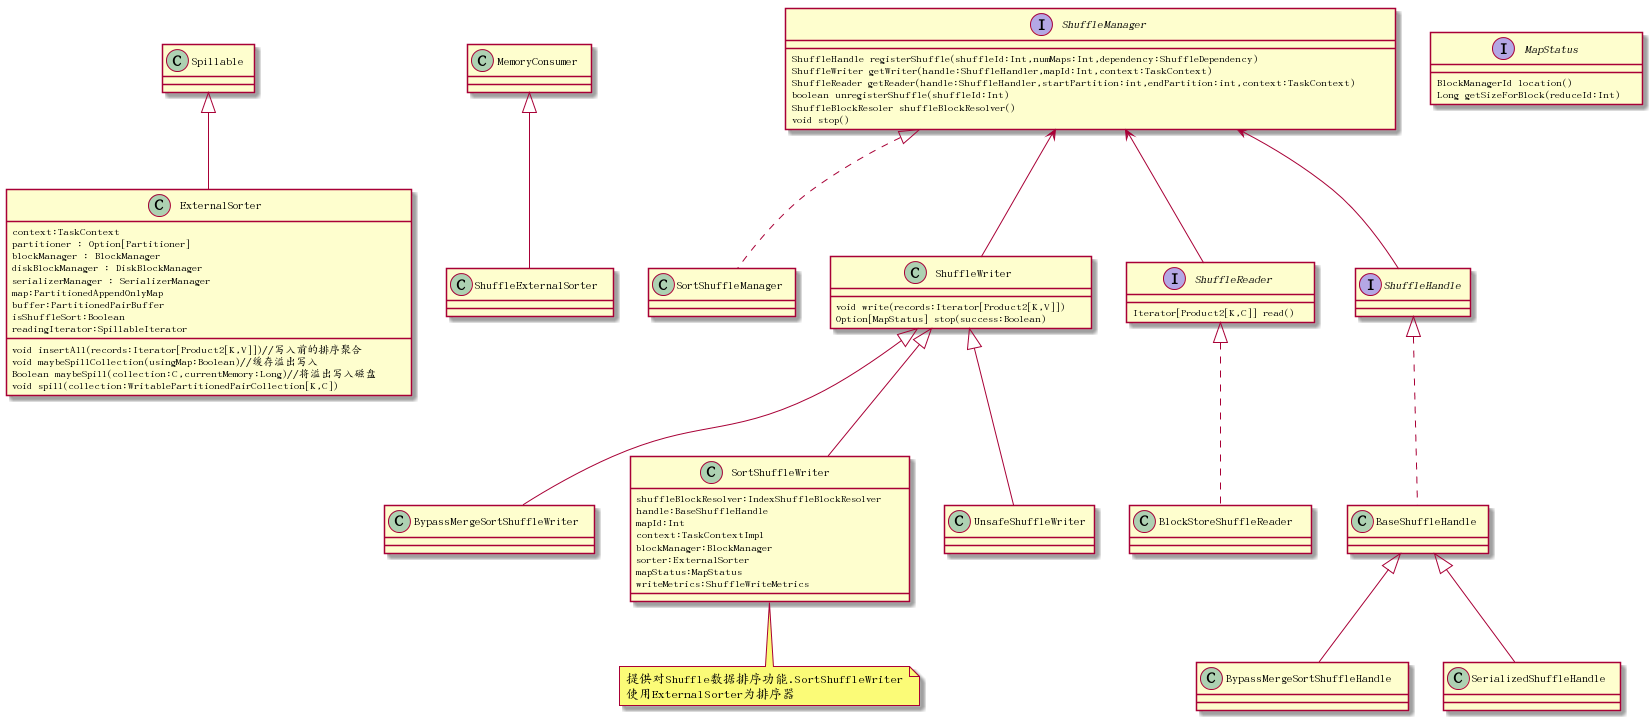 C Spillable
C MemoryConsumer
I ShuffleManager
ShuffleHandle registerShuffle(shuffleId:Int,numMaps:Int,dependency:ShuffleDependency)
ShuffleWriter getWriter(handle:ShuffleHandler,mapId:Int,context:TaskContext)
ShuffleReader getReader(handle:ShuffleHandler,startPartition:int,endPartition:int,context:TaskContext)
boolean unregisterShuffle(shuffleId:Int)
ShuffleBlockResoler shuffleBlockResolver()
void stop()
I MapStatus
BlockManagerId location()
Long getSizeForBlock(reduceId:Int)
C ExternalSorter
context:TaskContext
partitioner : Option[Partitioner]
blockManager : BlockManager
diskBlockManager : DiskBlockManager
serializerManager : SerializerManager
map:PartitionedAppendOnlyMap
buffer:PartitionedPairBuffer
isShuffleSort:Boolean
readingIterator:SpillableIterator
void insertAll(records:Iterator[Product2[K,V]])//写入前的排序聚合
void maybeSpillCollection(usingMap:Boolean)//缓存溢出写入
Boolean maybeSpill(collection:C,currentMemory:Long)//将溢出写入磁盘
void spill(collection:WritablePartitionedPairCollection[K,C])
C ShuffleExternalSorter
C SortShuffleManager
C ShuffleWriter
void write(records:Iterator[Product2[K,V]])
Option[MapStatus] stop(success:Boolean)
I ShuffleReader
Iterator[Product2[K,C]] read()
I ShuffleHandle
C BypassMergeSortShuffleWriter
C SortShuffleWriter
shuffleBlockResolver:IndexShuffleBlockResolver
handle:BaseShuffleHandle
mapId:Int
context:TaskContextImpl
blockManager:BlockManager
sorter:ExternalSorter
mapStatus:MapStatus
writeMetrics:ShuffleWriteMetrics
C UnsafeShuffleWriter
C BlockStoreShuffleReader
C BaseShuffleHandle
提供对Shuffle数据排序功能.SortShuffleWriter
使用ExternalSorter为排序器
C BypassMergeSortShuffleHandle
C SerializedShuffleHandle